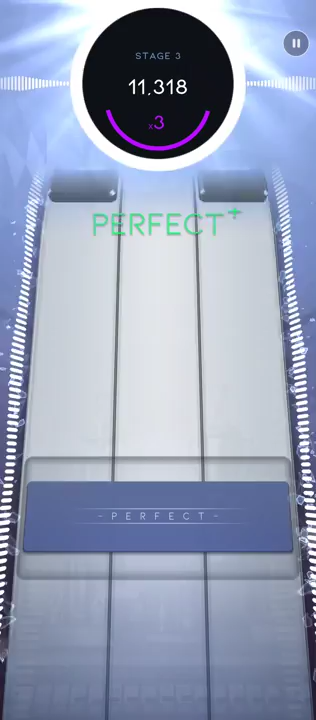 STAGE 3
11,318
x3
PERFECT+
- PERFECT -